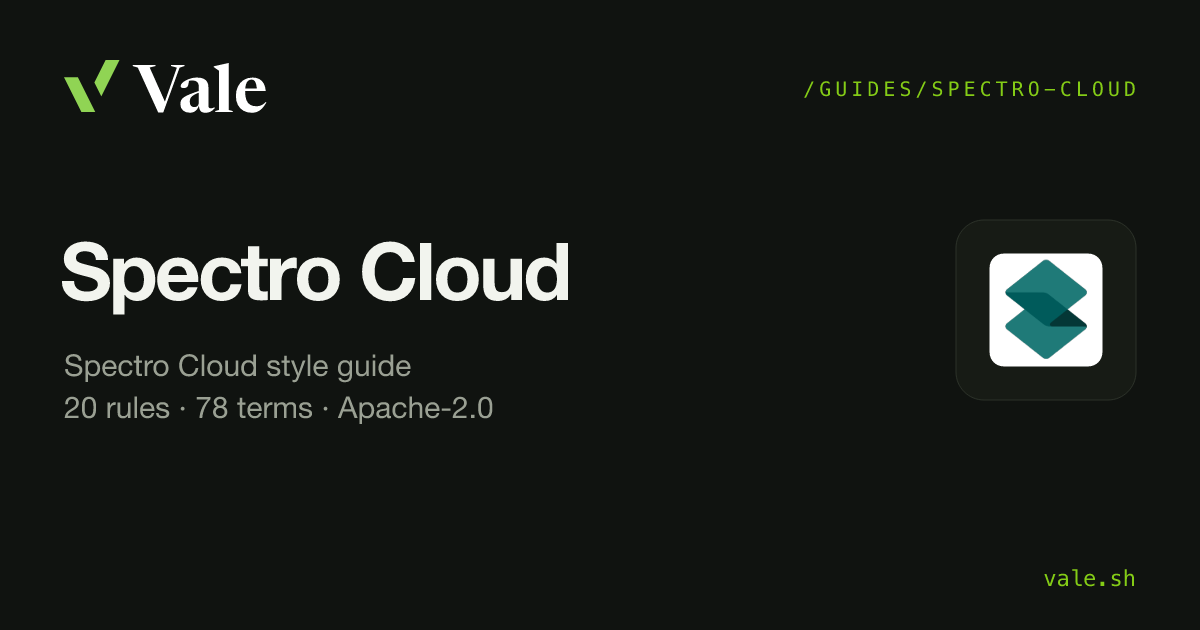 Vale
/GUIDES/SPECTRO-CLOUD
Spectro Cloud
Spectro Cloud style guide
20 rules · 78 terms · Apache-2.0
vale.sh